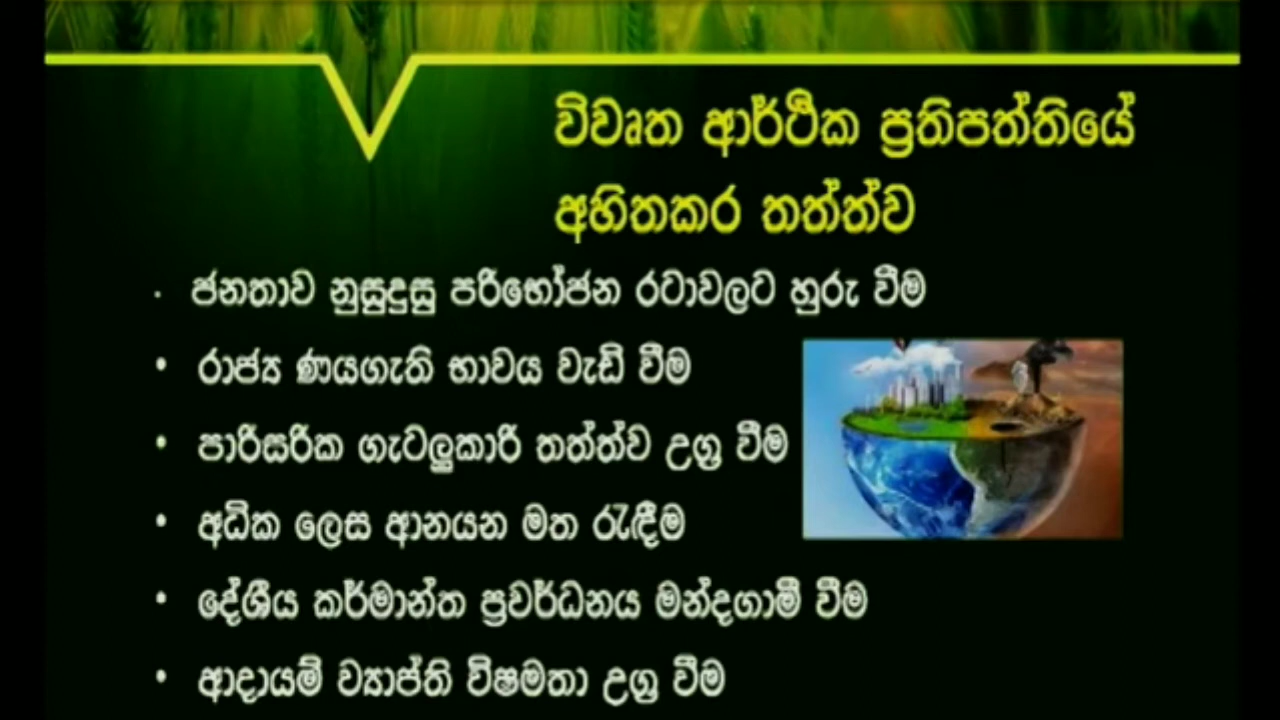 විවෘත ආර්ථික ප්‍රතිපත්තියේ
අහිතකර තත්ත්ව
• ජනතාව නුසුදුසු පරිභෝජන රටාවලට හුරු වීම
• රාජ්‍ය ණයගැති භාවය වැඩි වීම
• පාරිසරික ගැටලුකාරී තත්ත්ව උග්‍ර වීම
• අධික ලෙස ආනයන මත රැඳීම
• දේශීය කර්මාන්ත ප්‍රවර්ධනය මන්දගාමී වීම
• ආදායම් ව්‍යාප්ති විෂමතා උග්‍ර වීම